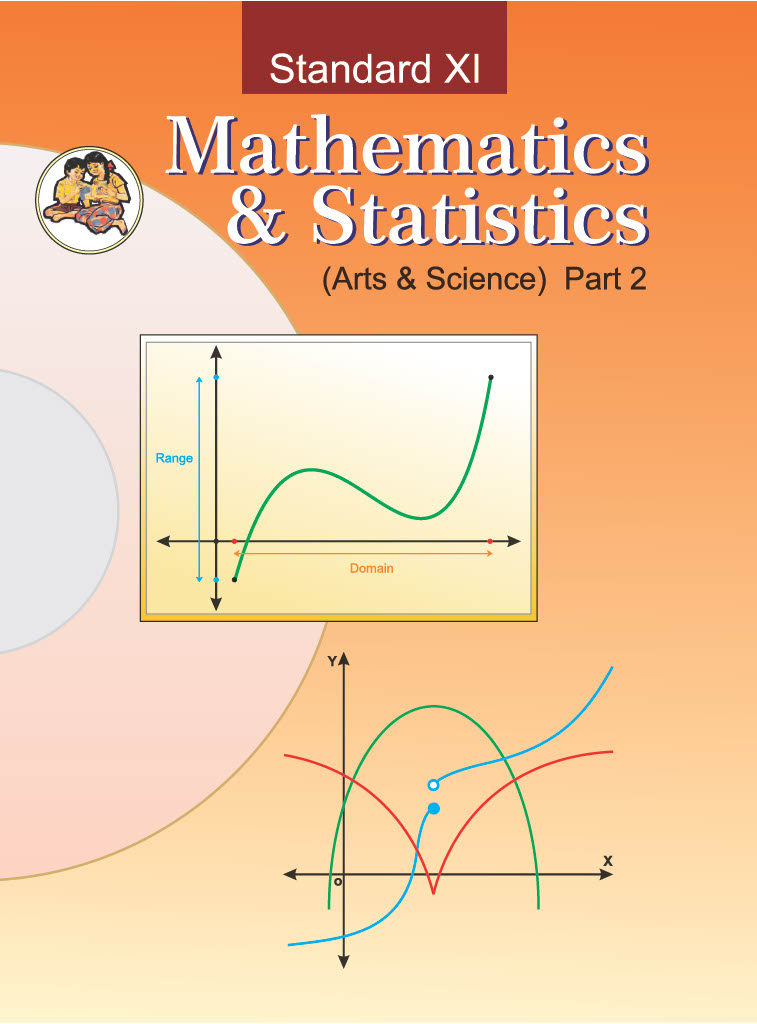 Standard XI
Mathematics
& Statistics
(Arts & Science) Part 2
Range
Domain
Y
X
O